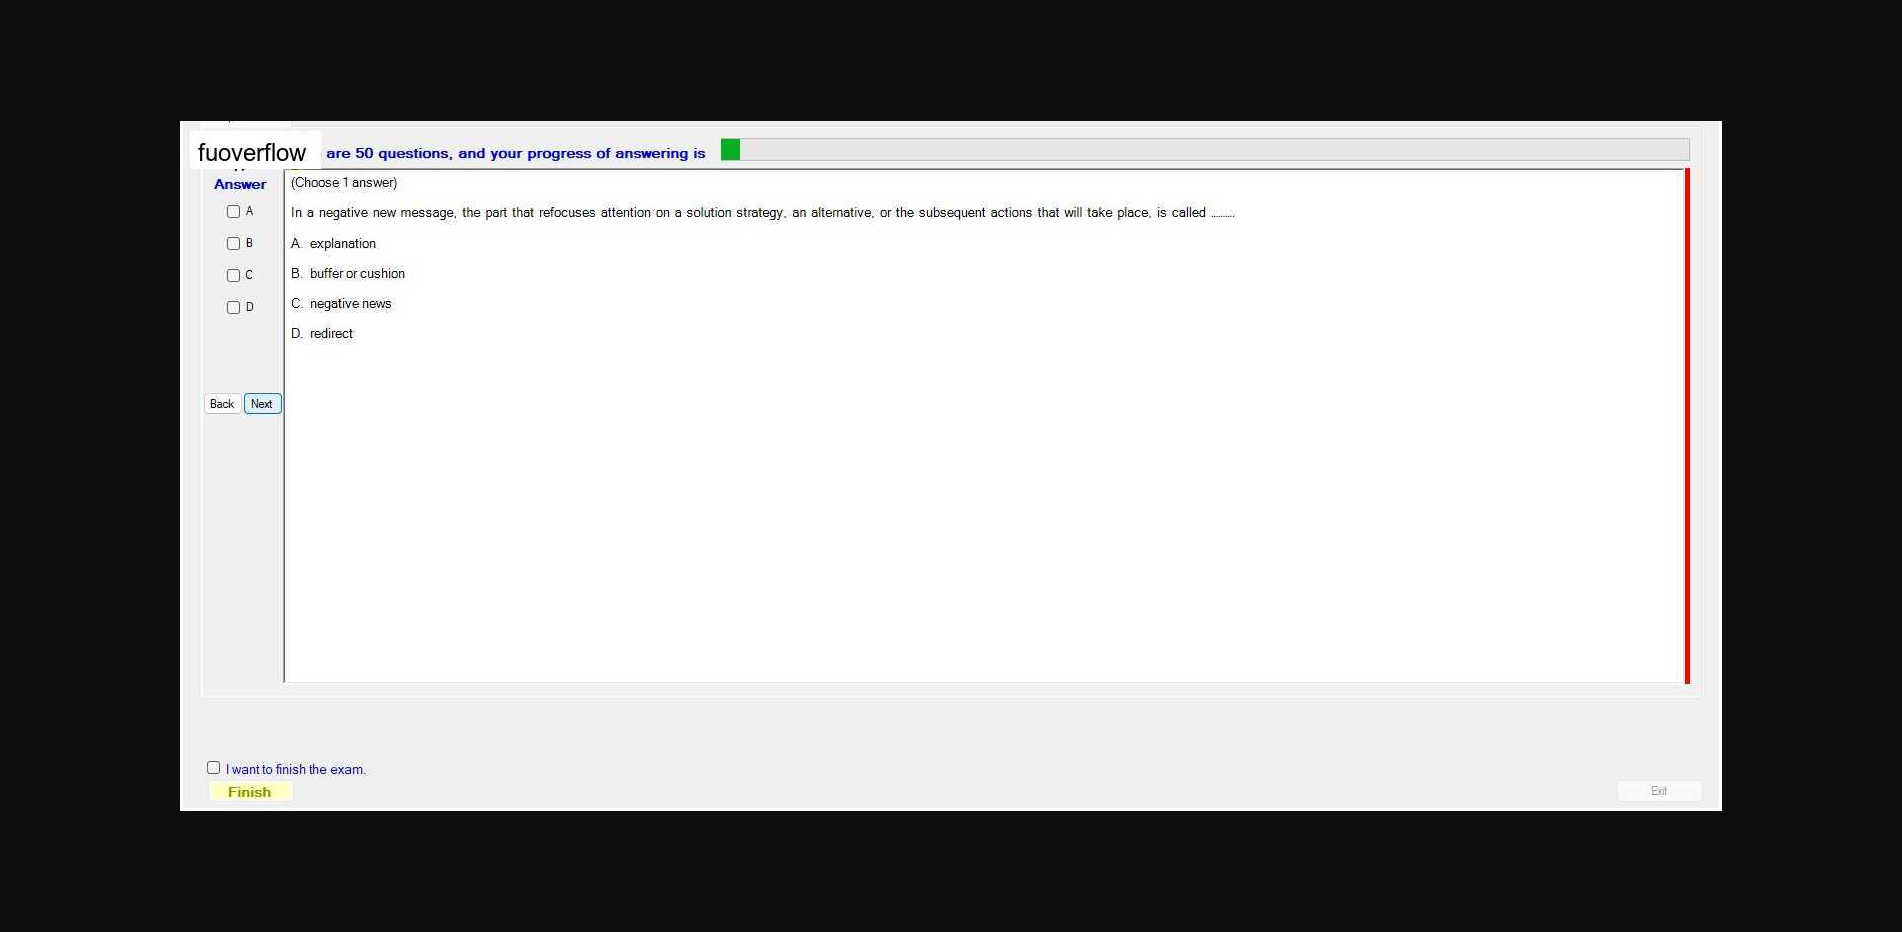 fuoverflow are 50 questions, and your progress of answering is
Answer
(Choose 1 answer)
A
In a negative new message, the part that refocuses attention on a solution strategy, an alternative, or the subsequent actions that will take place, is called .........
B
A. explanation
C
B. buffer or cushion
D
C. negative news
D. redirect
Back Next
I want to finish the exam.
Finish
Exit